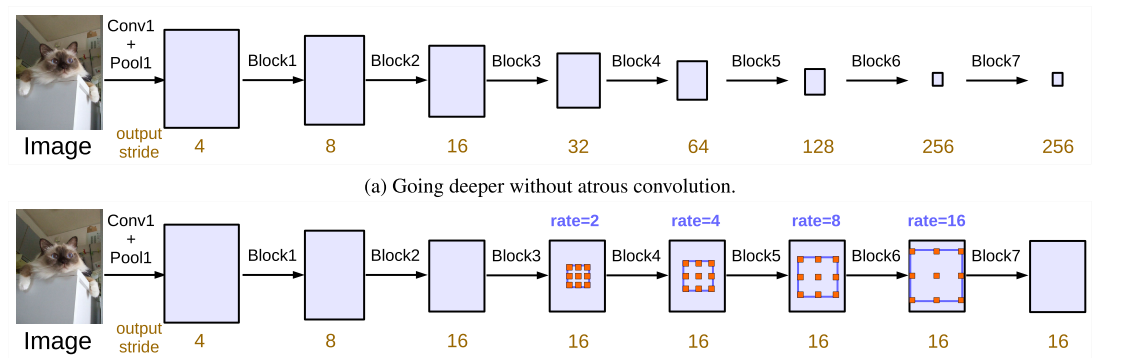 Conv1
+
Pool1
Block1 Block2 Block3 Block4 Block5 Block6 Block7
Image
output
stride
4 8 16 32 64 128 256 256
(a) Going deeper without atrous convolution.
rate=2 rate=4 rate=8 rate=16
Conv1
+
Pool1
Block1 Block2 Block3 Block4 Block5 Block6 Block7
Image
output
stride
4 8 16 16 16 16 16 16